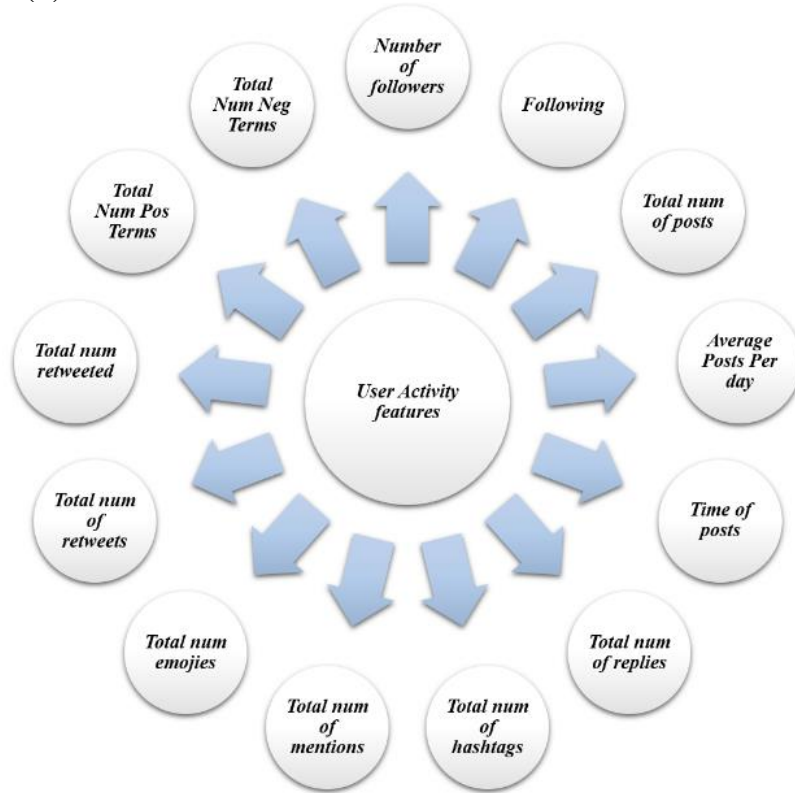 Number
of
followers
Following
Total num
of posts
Average
Posts Per
day
Time of
posts
Total num
of replies
Total num
of
hashtags
Total num
of
mentions
Total num
emojies
Total num
of
retweets
Total num
retweeted
Total
Num Pos
Terms
Total
Num Neg
Terms
User Activity
features